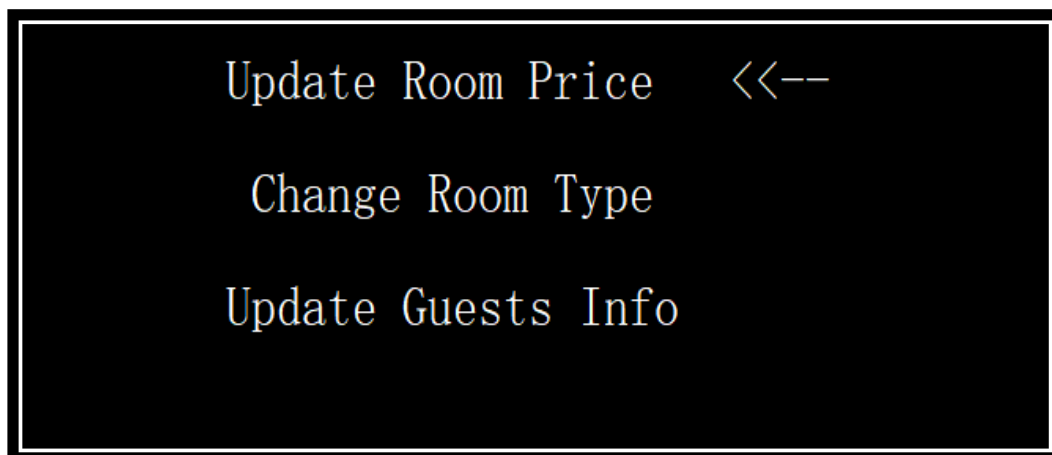 Update Room Price <<--
Change Room Type
Update Guests Info